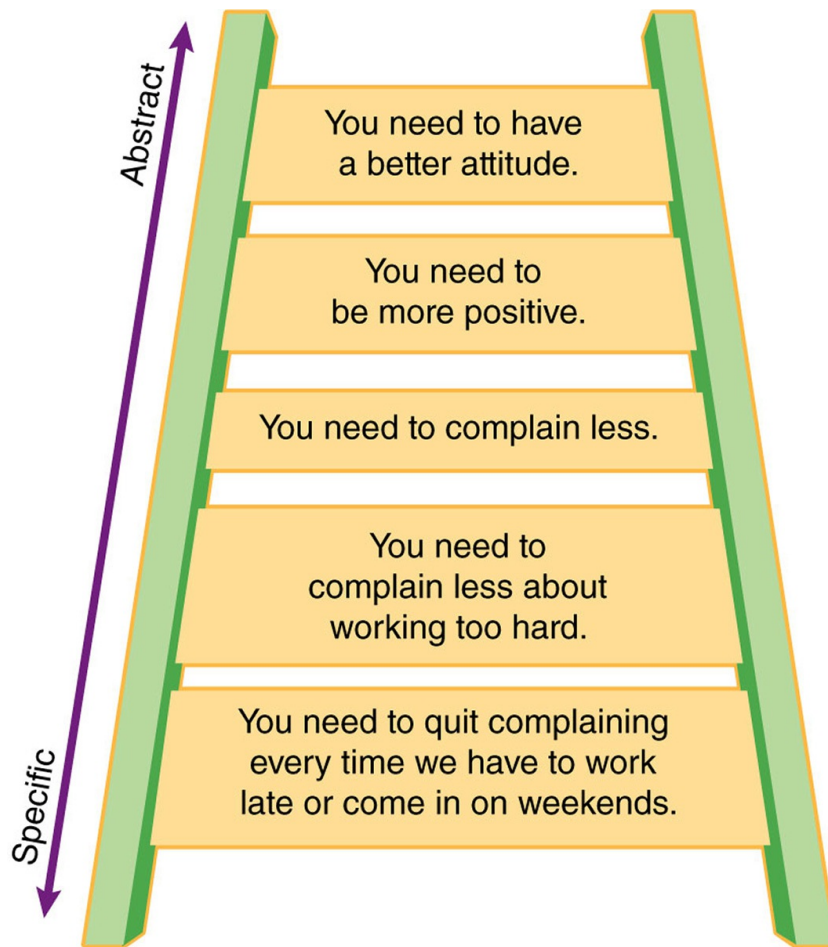 Abstract
You need to have
a better attitude.
You need to
be more positive.
You need to complain less.
You need to
complain less about
working too hard.
You need to quit complaining
every time we have to work
late or come in on weekends.
Specific